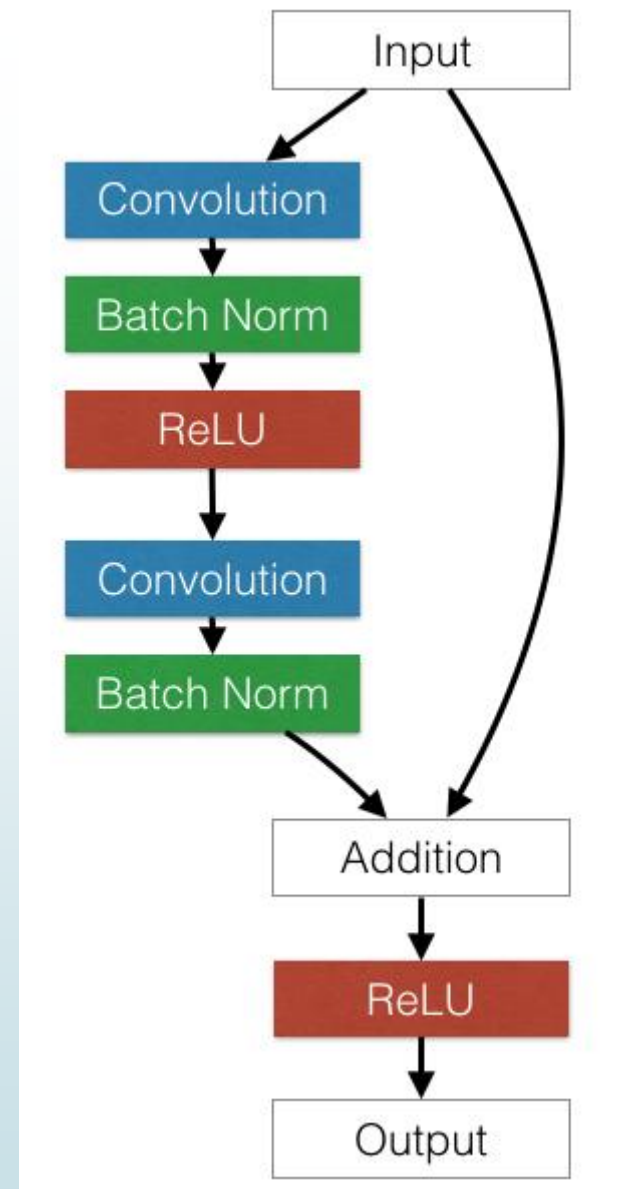 Input
Convolution
Batch Norm
ReLU
Convolution
Batch Norm
Addition
ReLU
Output